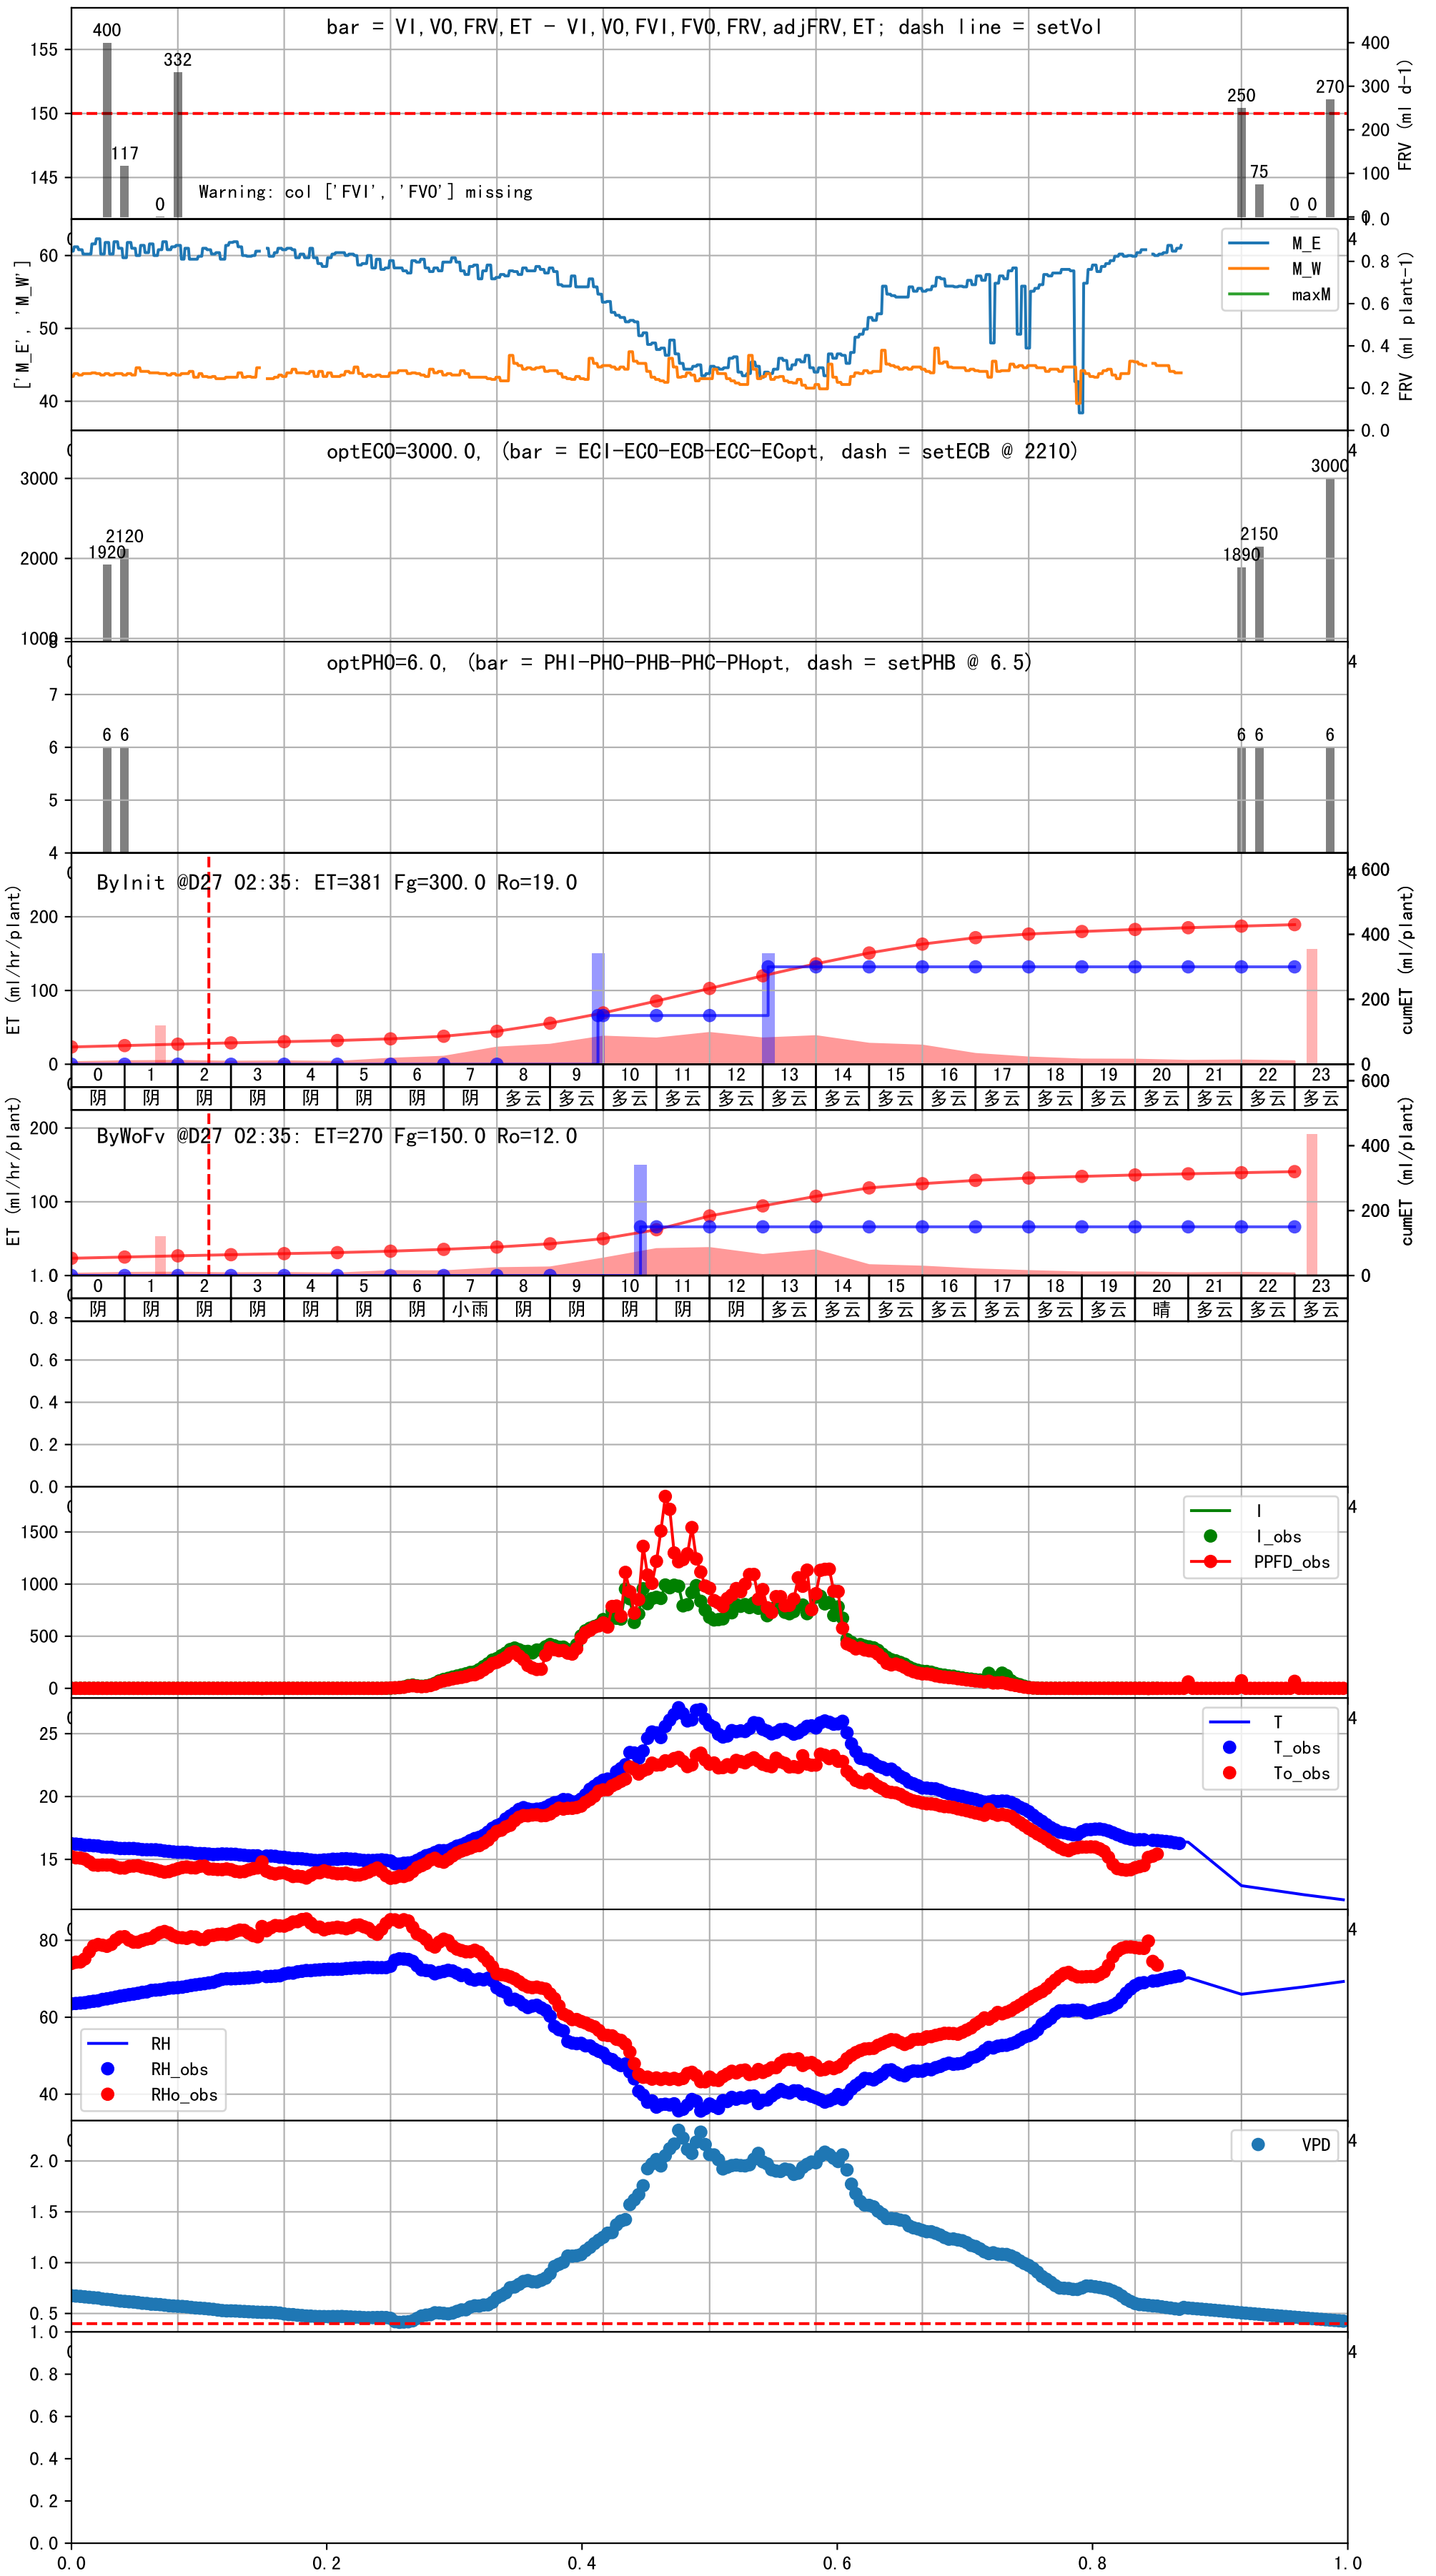 bar = VI,VO,FRV,ET - VI,VO,FVI,FVO,FRV,adjFRV,ET; dash line = setVol
400
117
0
332
250
75
0
0
270
Warning: col ['FVI', 'FVO'] missing
155
150
145
400
300
200
100
0
FRV (ml d-1)
1.0
['M_E', 'M_W']
60
50
40
M_E
M_W
maxM
0.8
0.6
0.4
0.2
0.0
FRV (ml plant-1)
optECO=3000.0, (bar = ECI-ECO-ECB-ECC-ECopt, dash = setECB @ 2210)
3000
2000
1000
1920
2120
1890
2150
3000
optPHO=6.0, (bar = PHI-PHO-PHB-PHC-PHopt, dash = setPHB @ 6.5)
8
7
6
5
4
6
6
6
6
6
ByInit @D27 02:35: ET=381 Fg=300.0 Ro=19.0
ET (ml/hr/plant)
200
100
0
600
400
200
0
cumET (ml/plant)
0 1 2 3 4 5 6 7 8 9 10 11 12 13 14 15 16 17 18 19 20 21 22 23
阴 阴 阴 阴 阴 阴 阴 阴 多云 多云 多云 多云 多云 多云 多云 多云 多云 多云 多云 多云 多云 多云 多云 多云
ByWoFv @D27 02:35: ET=270 Fg=150.0 Ro=12.0
ET (ml/hr/plant)
200
100
600
400
200
0
cumET (ml/plant)
0 1 2 3 4 5 6 7 8 9 10 11 12 13 14 15 16 17 18 19 20 21 22 23
阴 阴 阴 阴 阴 阴 阴 小雨 阴 阴 阴 阴 阴 多云 多云 多云 多云 多云 多云 多云 晴 多云 多云 多云
1.0
0.8
0.6
0.4
0.2
0.0
1500
1000
500
0
I
I_obs
PPFD_obs
25
20
15
T
T_obs
To_obs
80
60
40
RH
RH_obs
RHo_obs
2.0
1.5
1.0
0.5
VPD
1.0
0.8
0.6
0.4
0.2
0.0
0.0 0.2 0.4 0.6 0.8 1.0